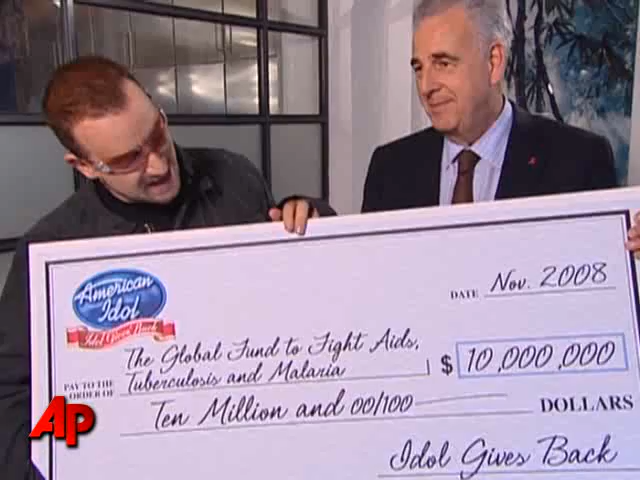 American
Idol
Idol Gives Back
DATE Nov. 2008
The Global Fund to Fight Aids,
PAY TO THE
ORDER OF
Tuberculosis and Malaria
$ 10,000,000
Ten Million and 00/100
DOLLARS
Idol Gives Back
AP